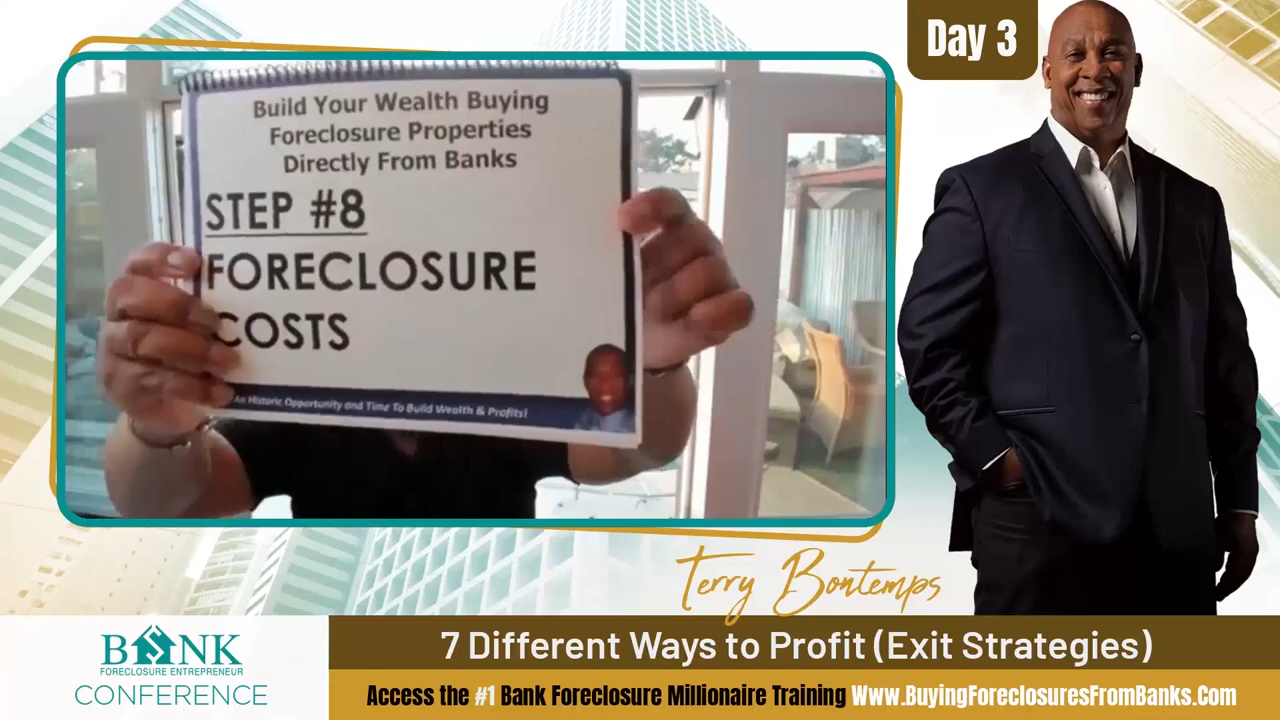 Day 3
Build Your Wealth Buying
Foreclosure Properties
Directly From Banks
STEP #8
FORECLOSURE
COSTS
An Historic Opportunity and Time To Build Wealth & Profits!
Terry Bontemps
BANK
FORECLOSURE ENTREPRENEUR
CONFERENCE
7 Different Ways to Profit (Exit Strategies)
Access the #1 Bank Foreclosure Millionaire Training Www.BuyingForeclosuresFromBanks.Com